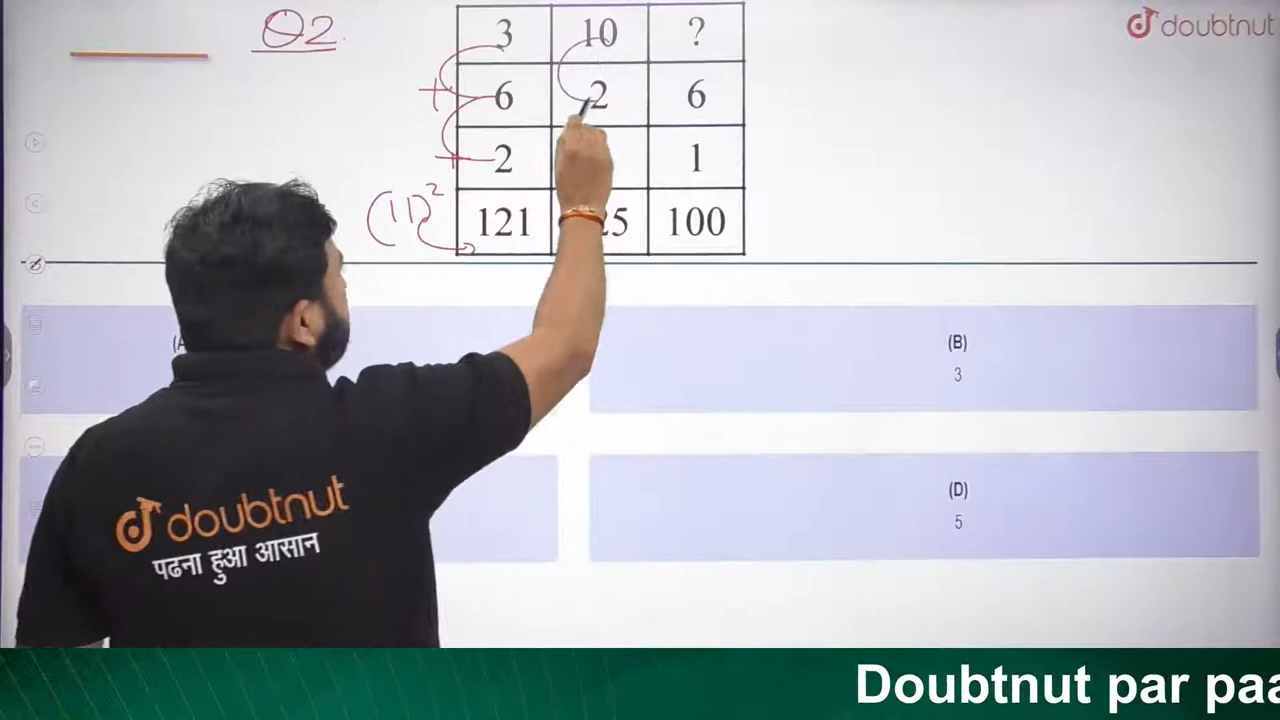 Q2
3 10 ?
6 2 6
2 1
(11)² 121 25 100
doubtnut
(A
(B)
3
(D)
5
doubtnut
पढना हुआ आसान
Doubtnut par paa